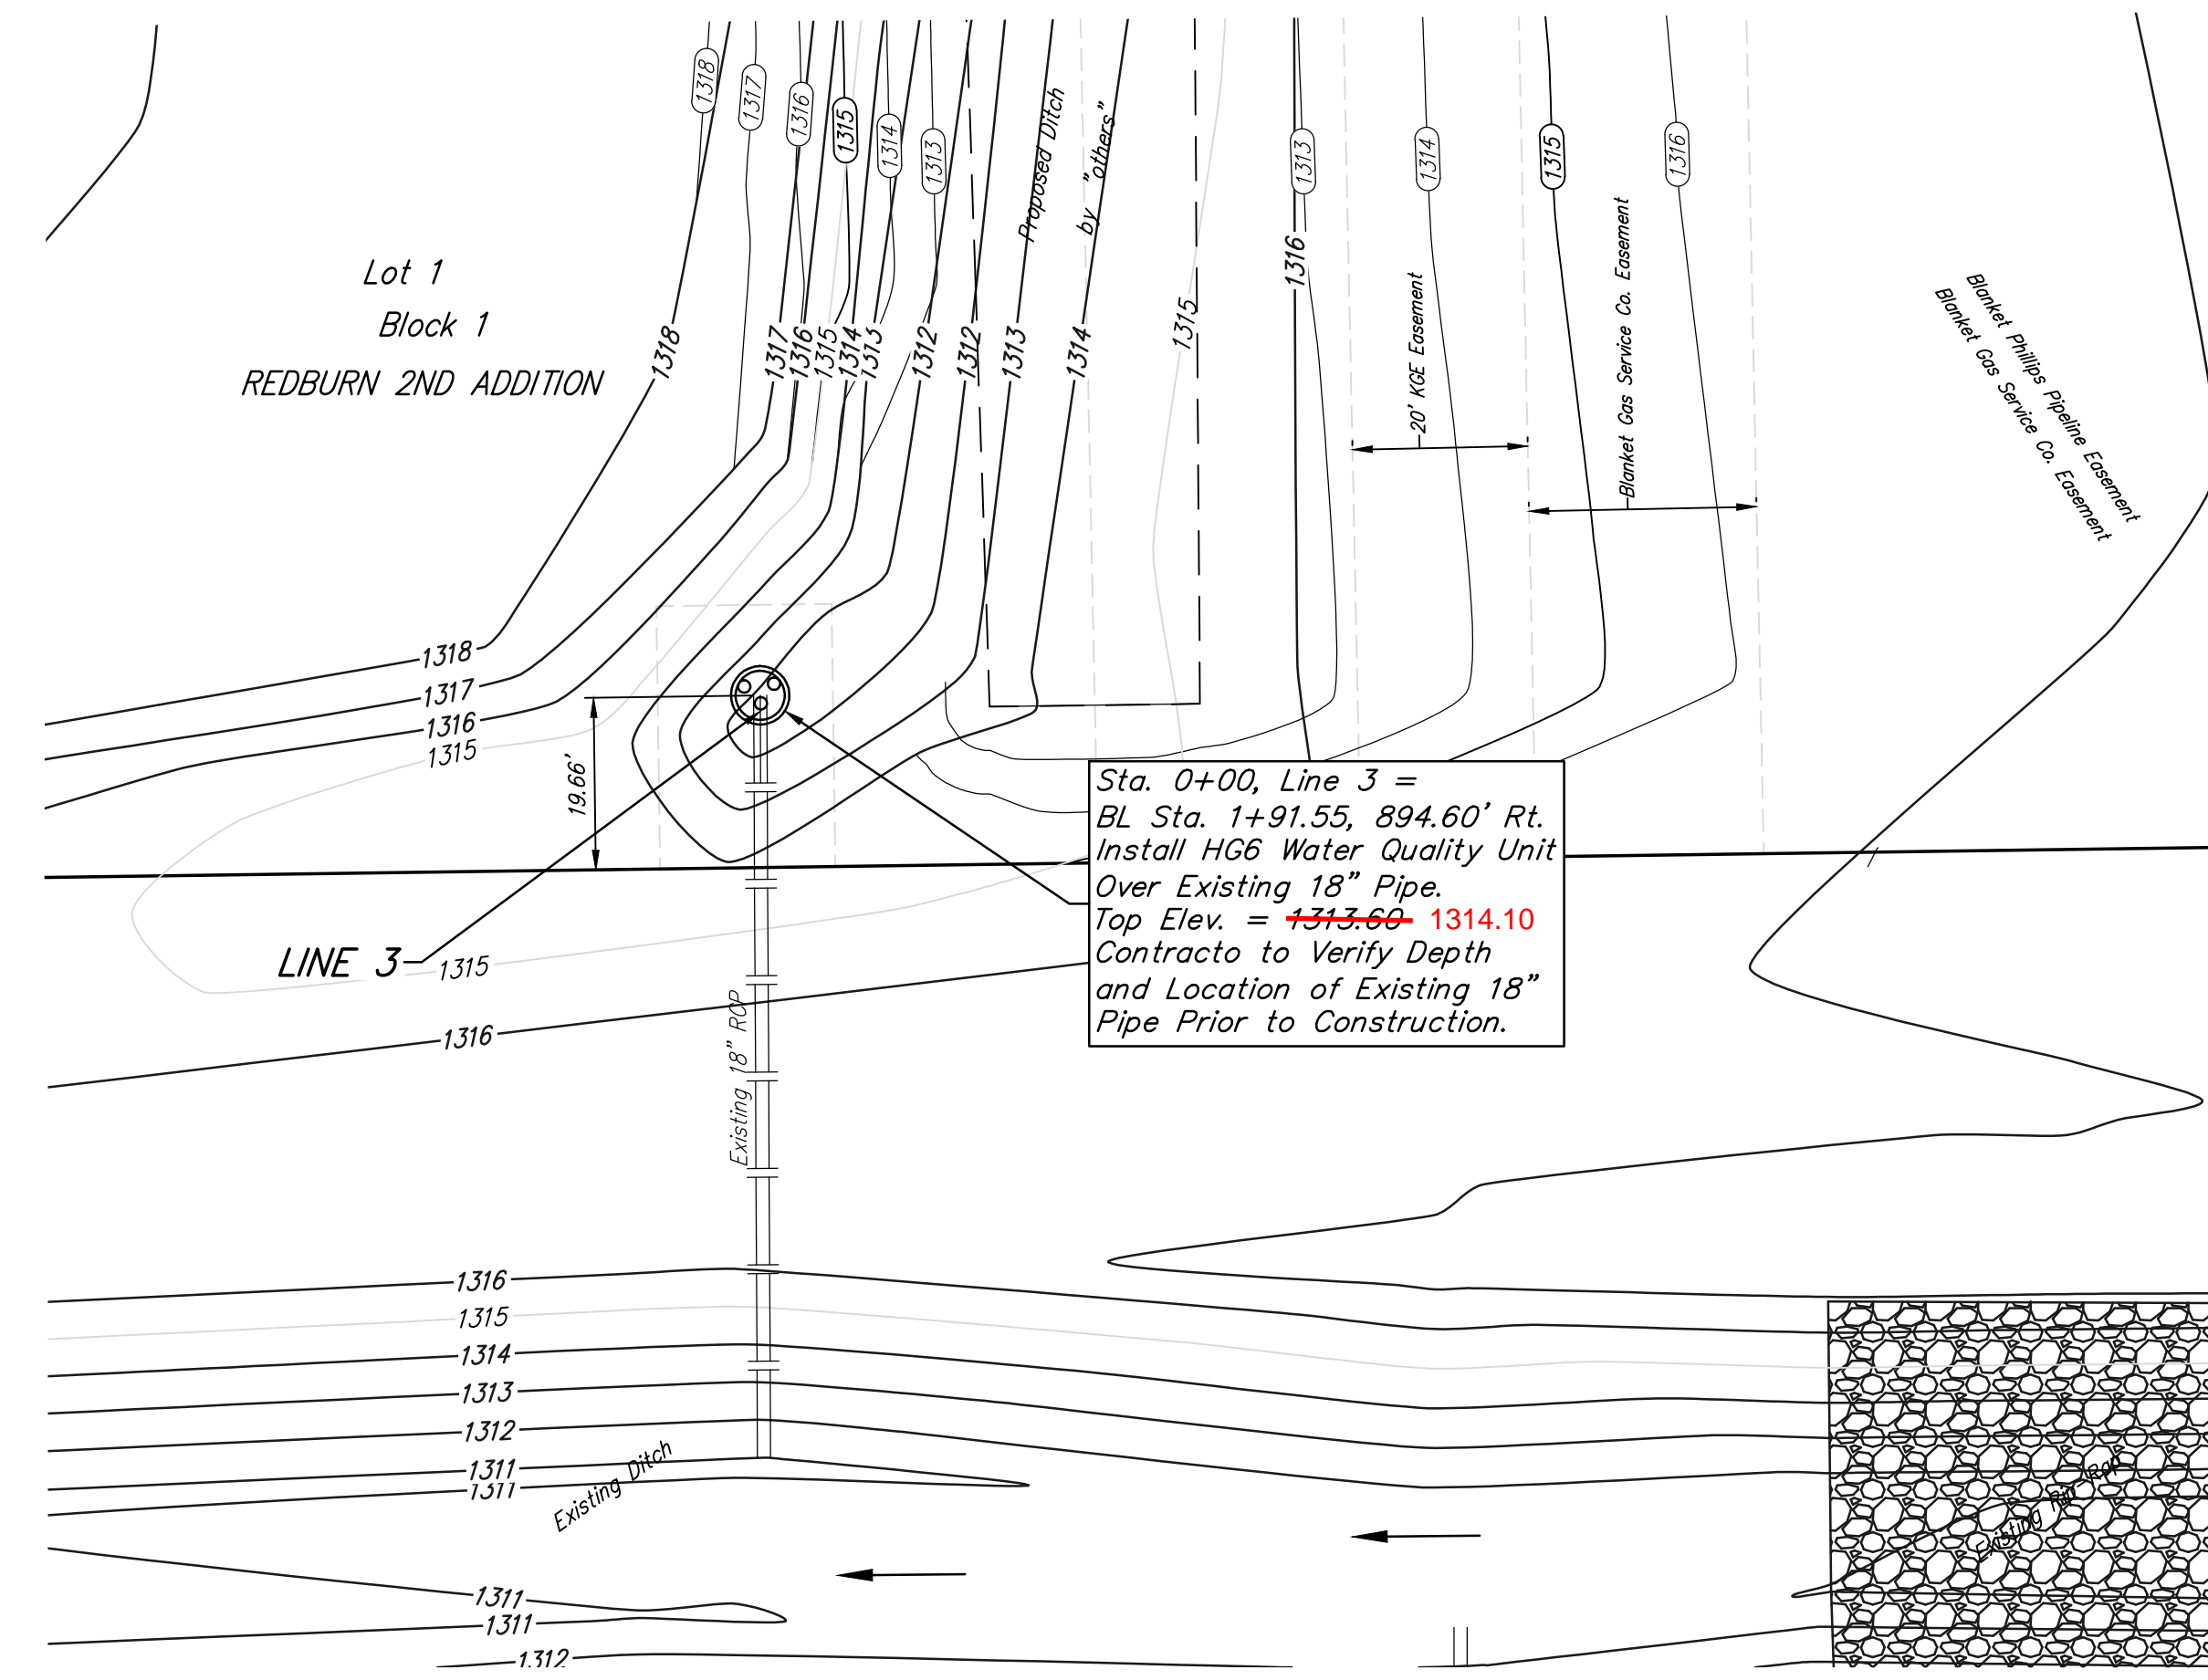 1318
1317
1316
1315
1314
1313
Proposed Ditch
by "others"
1313
1314
1315
1316
Lot 1
Block 1
REDBURN 2ND ADDITION
1318
1317
1316
1315
1314
1313
1312
1312
1313
1314
1315
1316
20' KGE Easement
Blanket Gas Service Co. Easement
Blanket Phillips Pipeline Easement
Blanket Gas Service Co. Easement
1318
1317
1316
1315
19.66'
Sta. 0+00, Line 3 =
BL Sta. 1+91.55, 894.60' Rt.
Install HG6 Water Quality Unit
Over Existing 18" Pipe.
Top Elev. = 1313.60 1314.10
Contracto to Verify Depth
and Location of Existing 18"
Pipe Prior to Construction.
LINE 3
1315
1316
Existing 18" RCP
1316
1315
1314
1313
1312
1311
1311
Existing Ditch
Existing Rip-Rap
1311
1311
1312